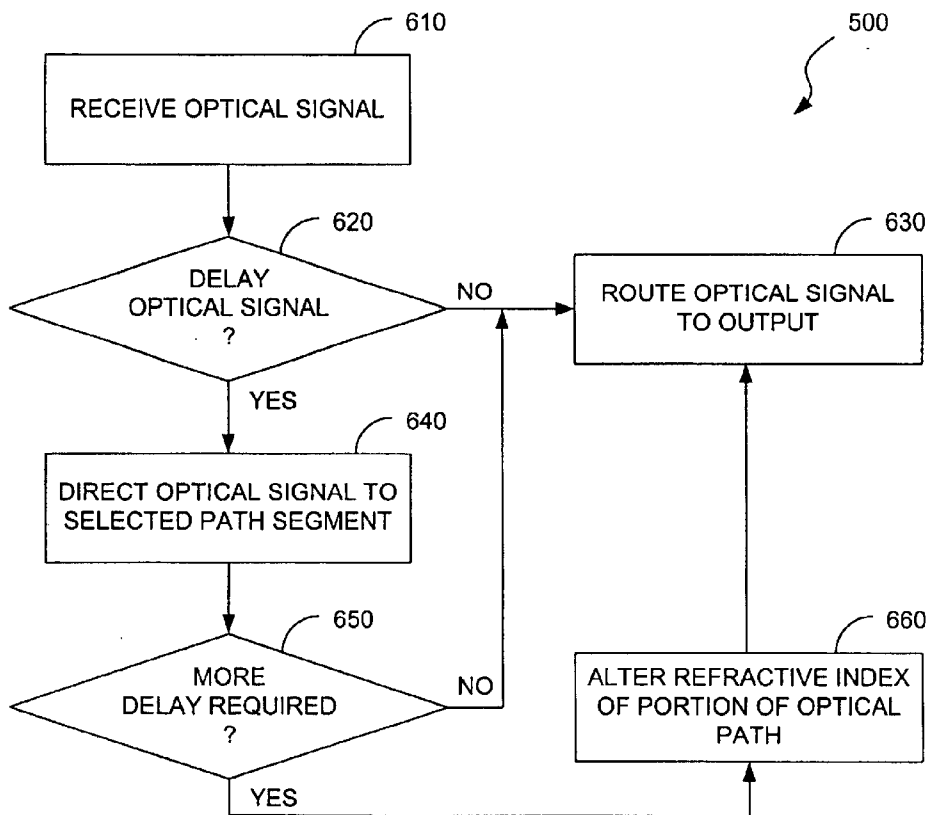 610
500
RECEIVE OPTICAL SIGNAL
620
630
DELAY
OPTICAL SIGNAL
?
NO
ROUTE OPTICAL SIGNAL
TO OUTPUT
YES
640
DIRECT OPTICAL SIGNAL TO
SELECTED PATH SEGMENT
650
660
MORE
DELAY REQUIRED
?
NO
ALTER REFRACTIVE INDEX
OF PORTION OF OPTICAL
PATH
YES